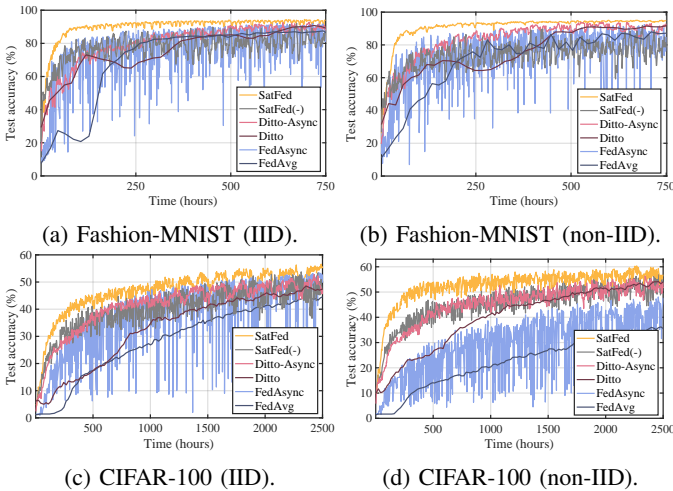 100
80
60
40
20
0
Test accuracy (%)
SatFed
SatFed(-)
Ditto-Async
Ditto
FedAsync
FedAvg
250
500
750
Time (hours)
(a) Fashion-MNIST (IID).
100
80
60
40
20
0
Test accuracy (%)
SatFed
SatFed(-)
Ditto-Async
Ditto
FedAsync
FedAvg
250
500
750
Time (hours)
(b) Fashion-MNIST (non-IID).
60
50
40
30
20
10
0
Test accuracy (%)
SatFed
SatFed(-)
Ditto-Async
Ditto
FedAsync
FedAvg
500
1000
1500
2000
2500
Time (hours)
(c) CIFAR-100 (IID).
60
50
40
30
20
10
0
Test accuracy (%)
SatFed
SatFed(-)
Ditto-Async
Ditto
FedAsync
FedAvg
500
1000
1500
2000
2500
Time (hours)
(d) CIFAR-100 (non-IID).